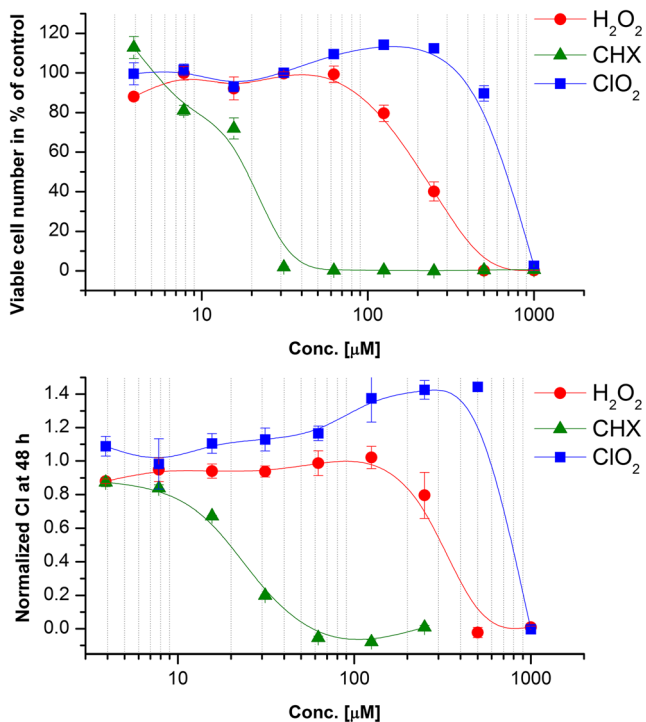 Viable cell number in % of control
120
100
80
60
40
20
0
10
100
1000
Conc. [µM]
H₂O₂
CHX
ClO₂
Normalized CI at 48 h
1.4
1.2
1.0
0.8
0.6
0.4
0.2
0.0
10
100
1000
Conc. [µM]
H₂O₂
CHX
ClO₂